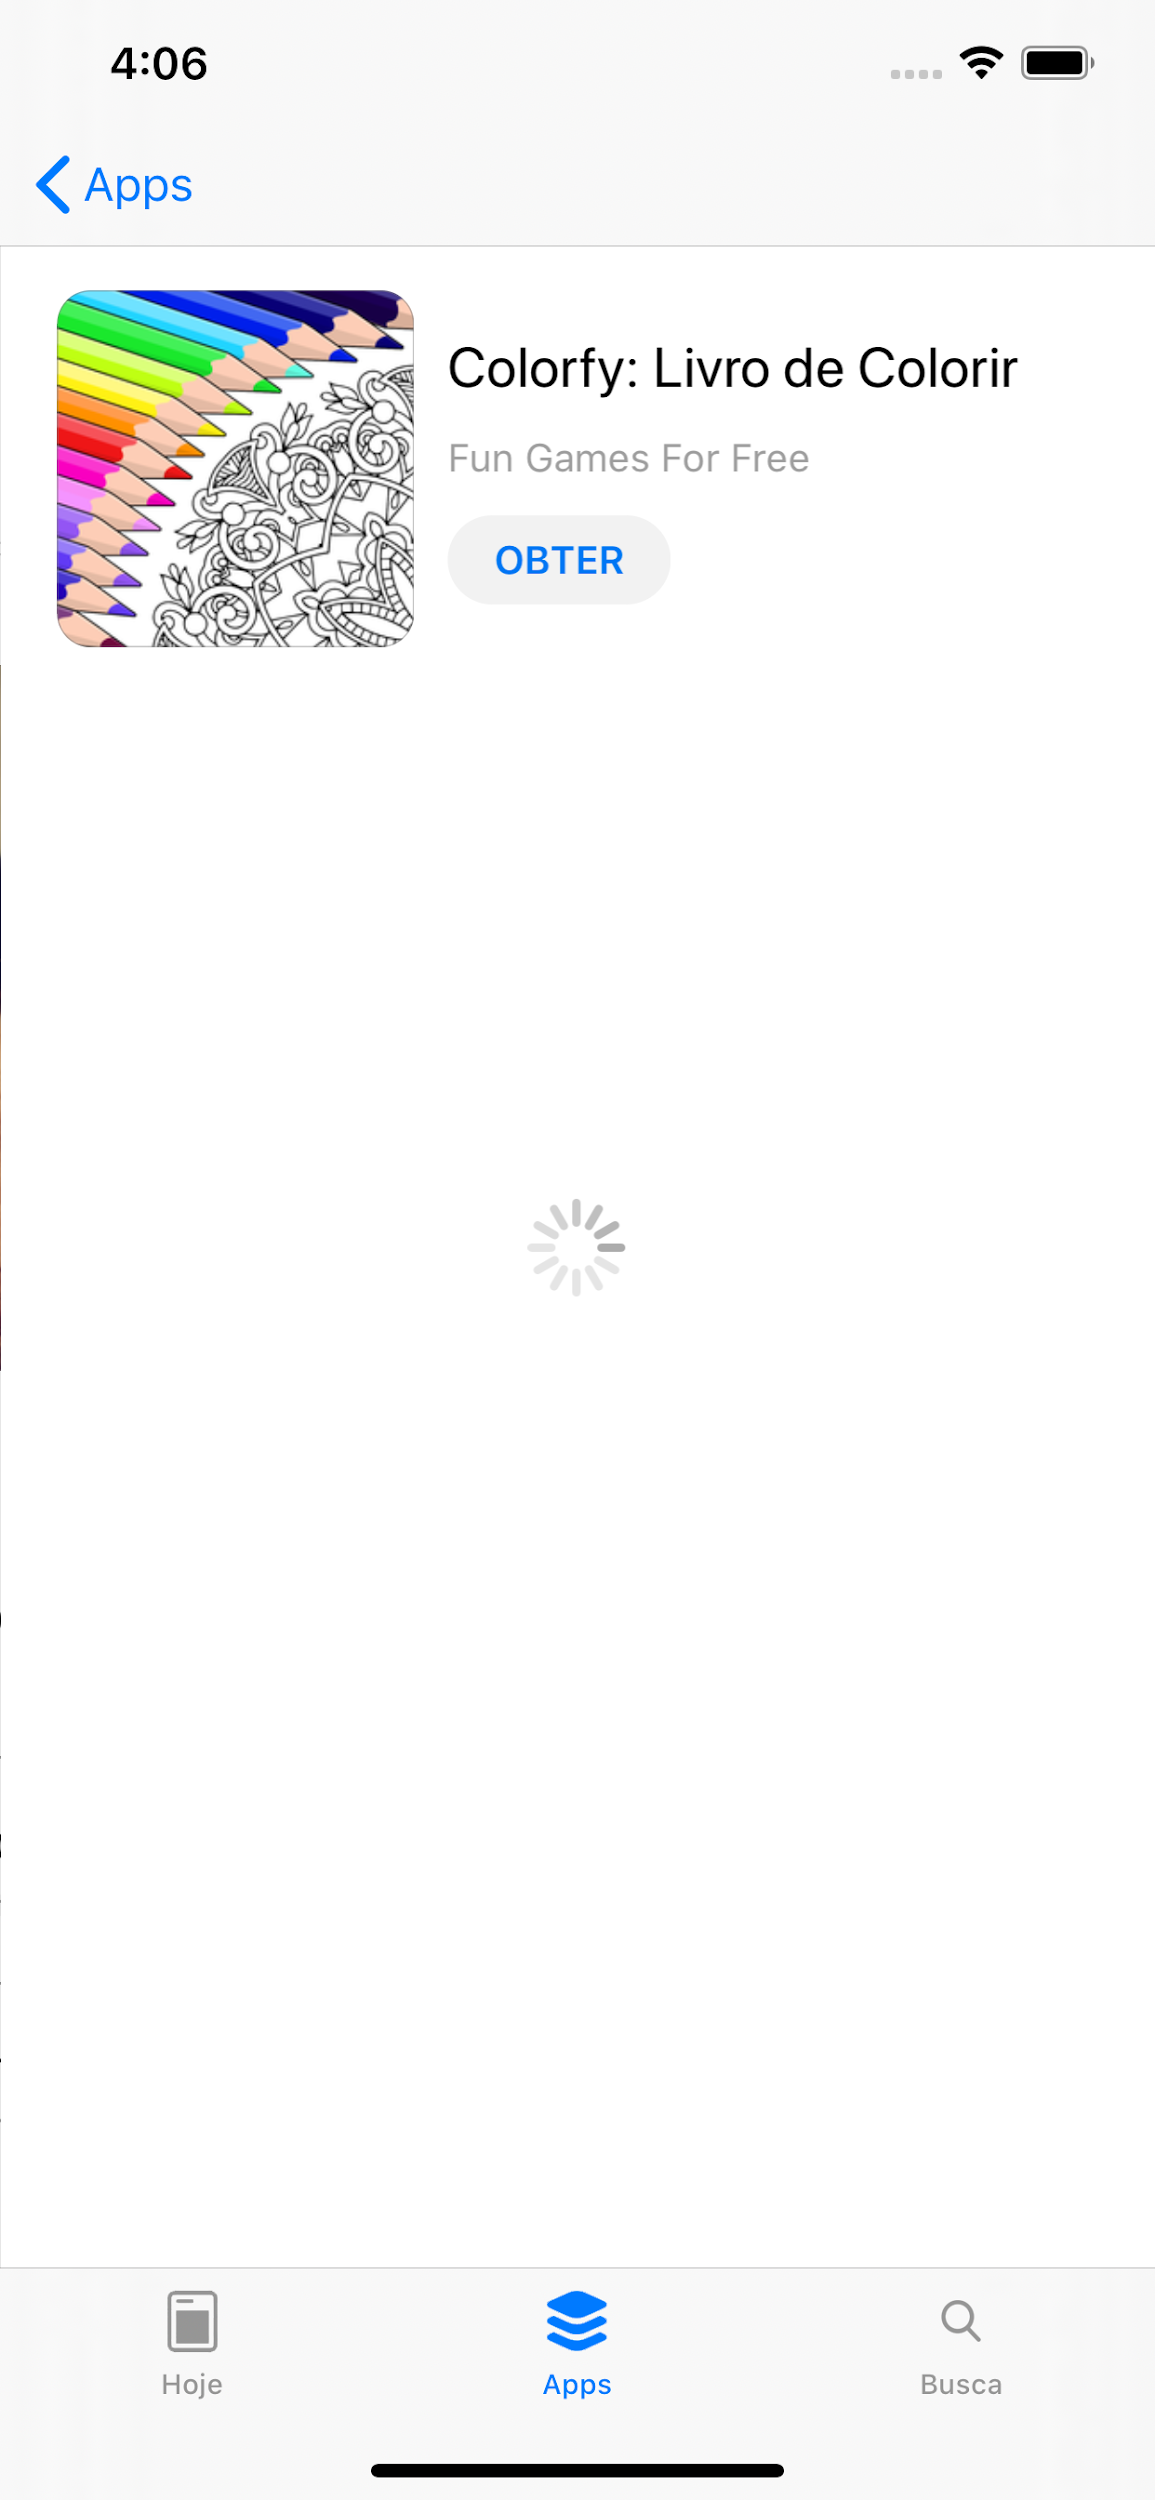 4:06
Apps
Colorfy: Livro de Colorir
Fun Games For Free
OBTER
Hoje
Apps
Busca